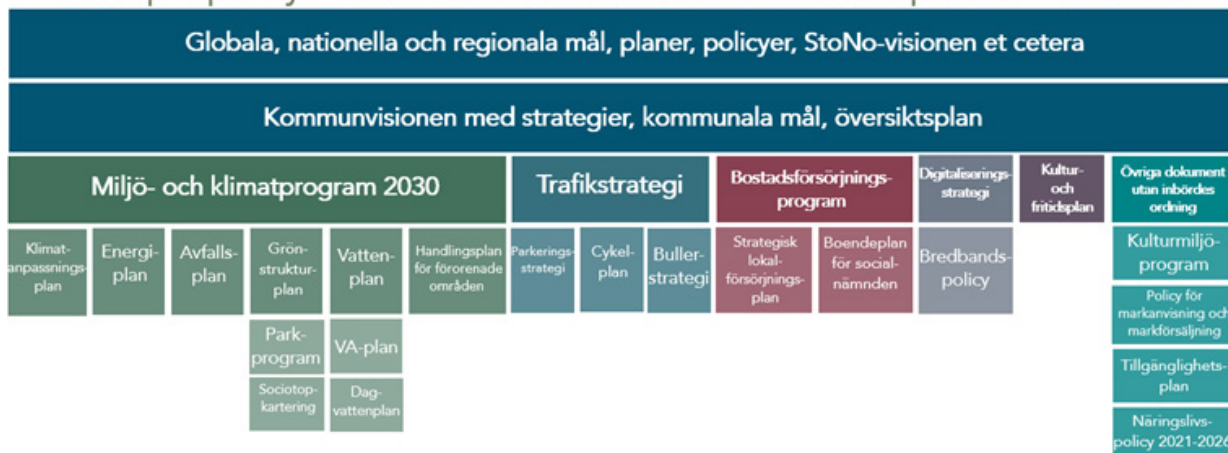 Globala, nationella och regionala mål, planer, policyer, StoNo-visionen et cetera
Kommunvisionen med strategier, kommunala mål, översiktsplan
Miljö- och klimatprogram 2030
Trafikstrategi
Bostadsförsörjnings-
program
Digitaliserings-
strategi
Kultur-
och
fritidsplan
Övriga dokument
utan inbördes
ordning
Klimat-
anpassnings-
plan
Energi-
plan
Avfalls-
plan
Grön-
struktur-
plan
Vatten-
plan
Handlingsplan
för förorenade
områden
Parkerings-
strategi
Cykel-
plan
Buller-
strategi
Strategisk
lokal-
försörjnings-
plan
Boendeplan
för social-
nämnden
Bredbands-
policy
Kulturmiljö-
program
Park-
program
VA-plan
Policy för
markanvisning och
markförsäljning
Sociotop-
kartering
Dag-
vattenplan
Tillgänglighets-
plan
Näringslivs-
policy 2021-2026